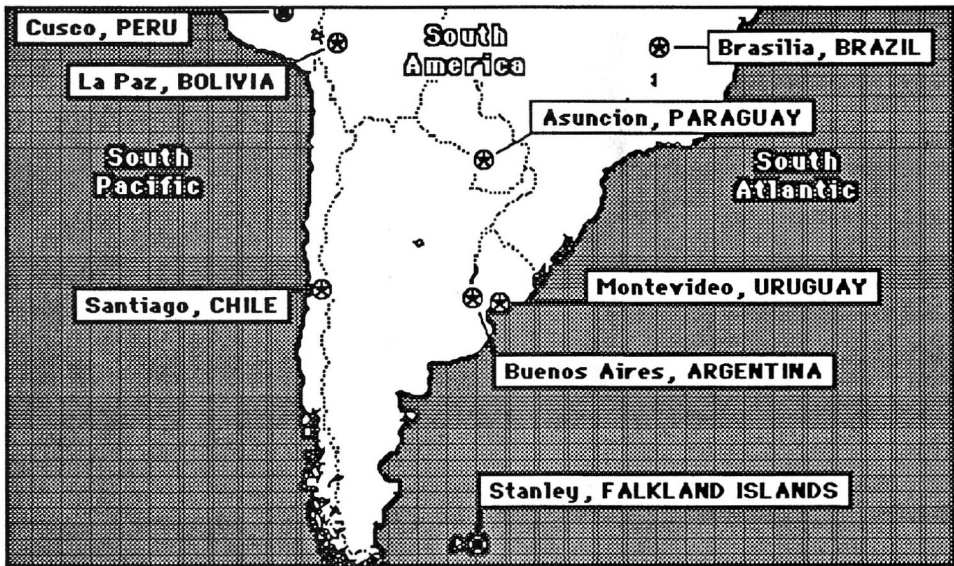 Cusco, PERU
South
America
Brasilia, BRAZIL
La Paz, BOLIVIA
1
Asuncion, PARAGUAY
South
Pacific
South
Atlantic
Santiago, CHILE
Montevideo, URUGUAY
Buenos Aires, ARGENTINA
Stanley, FALKLAND ISLANDS